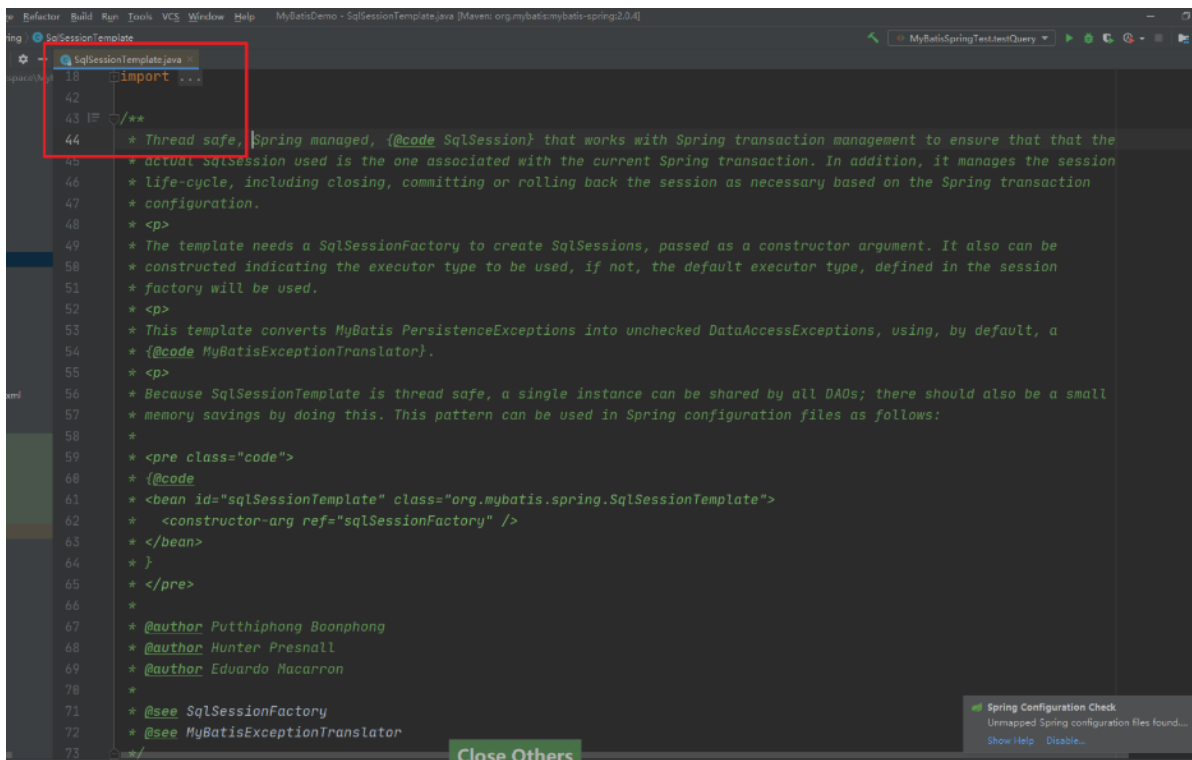 Refactor Build Run Tools VCS Window Help MyBatisDemo - SqlSessionTemplate.java [Maven: org.mybatis:mybatis-spring:2.0.4]
SqlSessionTemplate MyBatisSpringTest.testQuery
SqlSessionTemplate.java
18 import ...
42
43 /**
44 * Thread safe, Spring managed, {@code SqlSession} that works with Spring transaction management to ensure that that the
45 * actual SqlSession used is the one associated with the current Spring transaction. In addition, it manages the session
46 * life-cycle, including closing, committing or rolling back the session as necessary based on the Spring transaction
47 * configuration.
48 * <p>
49 * The template needs a SqlSessionFactory to create SqlSessions, passed as a constructor argument. It also can be
50 * constructed indicating the executor type to be used, if not, the default executor type, defined in the session
51 * factory will be used.
52 * <p>
53 * This template converts MyBatis PersistenceExceptions into unchecked DataAccessExceptions, using, by default, a
54 * {@code MyBatisExceptionTranslator}.
55 * <p>
56 * Because SqlSessionTemplate is thread safe, a single instance can be shared by all DAOs; there should also be a small
57 * memory savings by doing this. This pattern can be used in Spring configuration files as follows:
58 *
59 * <pre class="code">
60 * {@code
61 * <bean id="sqlSessionTemplate" class="org.mybatis.spring.SqlSessionTemplate">
62 *   <constructor-arg ref="sqlSessionFactory" />
63 * </bean>
64 * }
65 * </pre>
66 *
67 * @author Putthiphong Boonphong
68 * @author Hunter Presnall
69 * @author Eduardo Macarron
70 *
71 * @see SqlSessionFactory
72 * @see MyBatisExceptionTranslator
73 */
Spring Configuration Check
Unmapped Spring configuration files found....
Show Help Disable...
Close Others